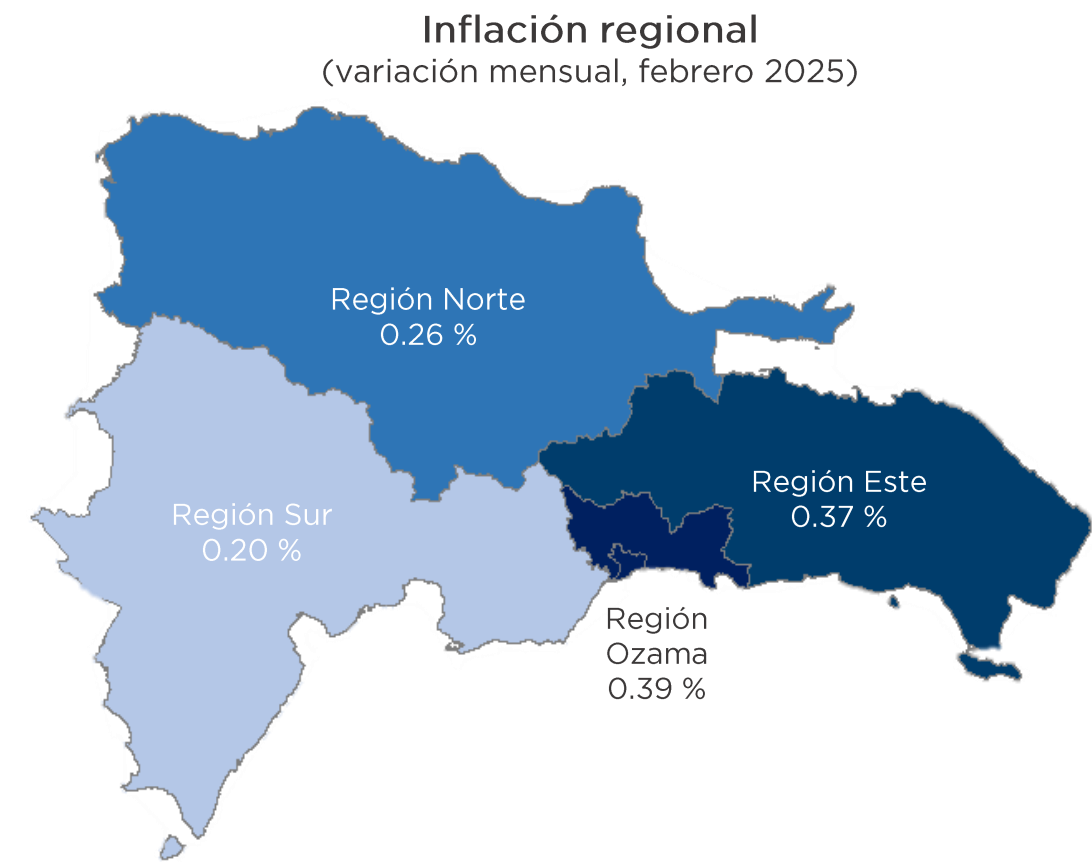 Inflación regional
(variación mensual, febrero 2025)
Región Norte
0.26 %
Región Este
0.37 %
Región Sur
0.20 %
Región
Ozama
0.39 %